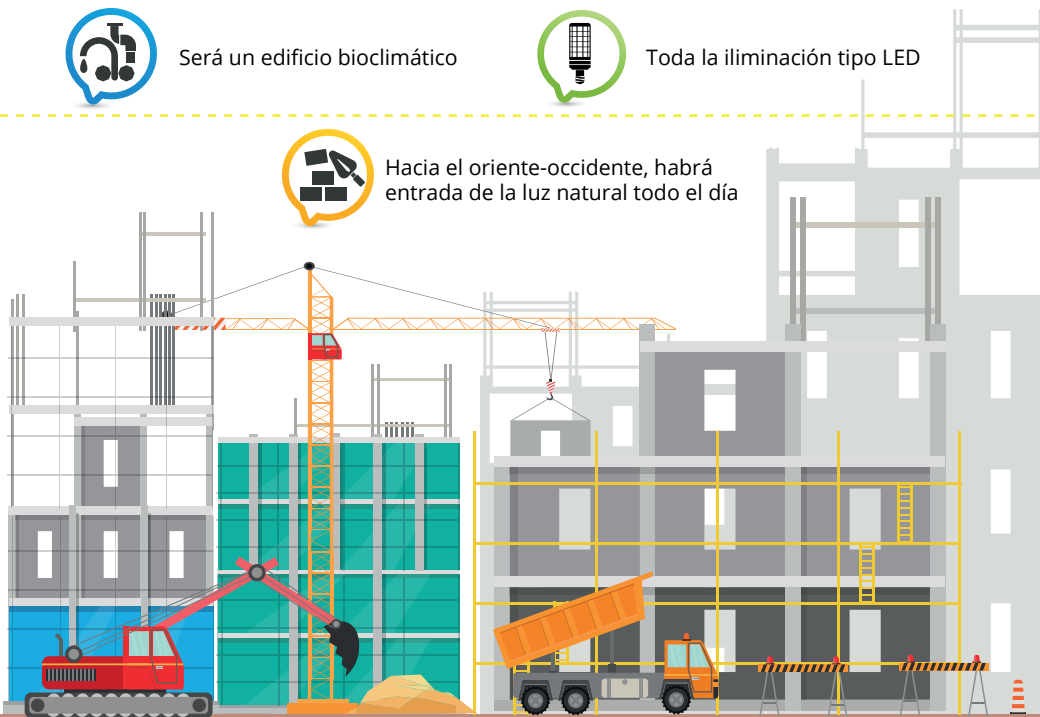 Será un edificio bioclimático
Toda la iliminación tipo LED
Hacia el oriente-occidente, habrá
entrada de la luz natural todo el día